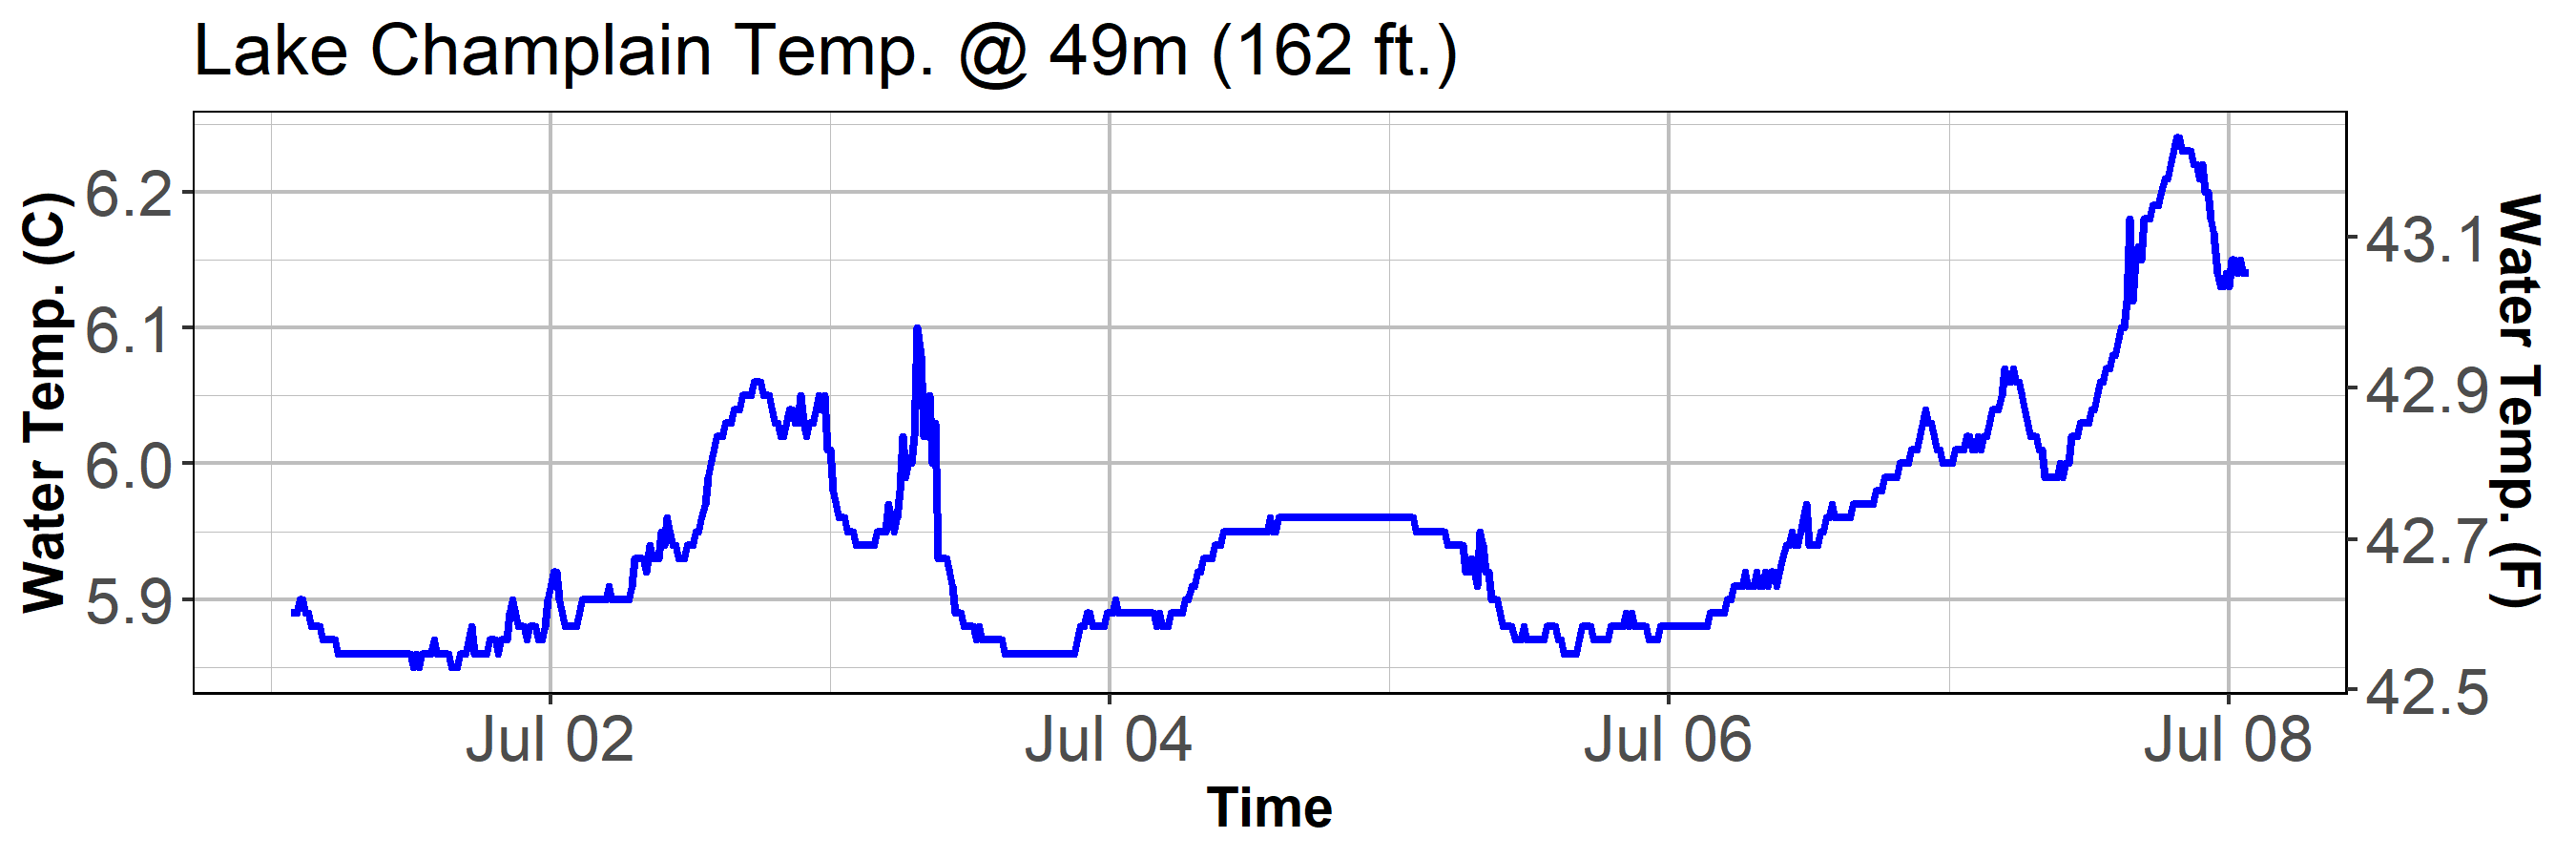 Lake Champlain Temp. @ 49m (162 ft.)
Water Temp. (C)
6.2
6.1
6.0
5.9
43.1
42.9
42.7
42.5
Water Temp. (F)
Jul 02
Jul 04
Jul 06
Jul 08
Time